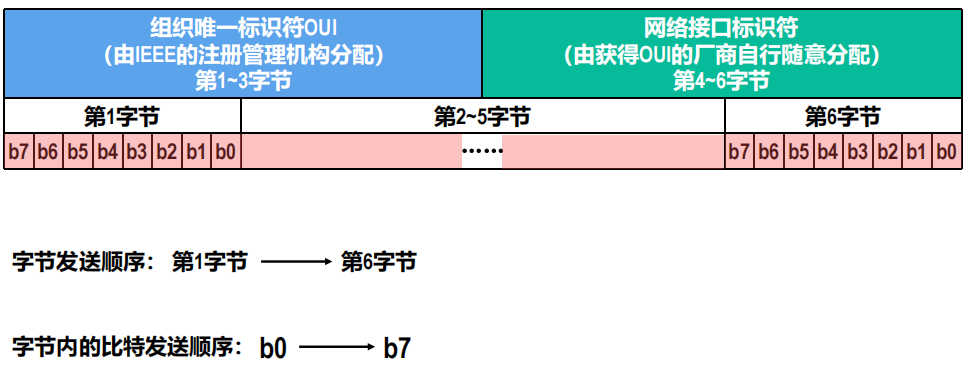 组织唯一标识符OUI
（由IEEE的注册管理机构分配）
第1~3字节
网络接口标识符
（由获得OUI的厂商自行随意分配）
第4~6字节
第1字节
第2~5字节
第6字节
b7 b6 b5 b4 b3 b2 b1 b0 …… b7 b6 b5 b4 b3 b2 b1 b0
字节发送顺序： 第1字节 → 第6字节
字节内的比特发送顺序： b0 → b7